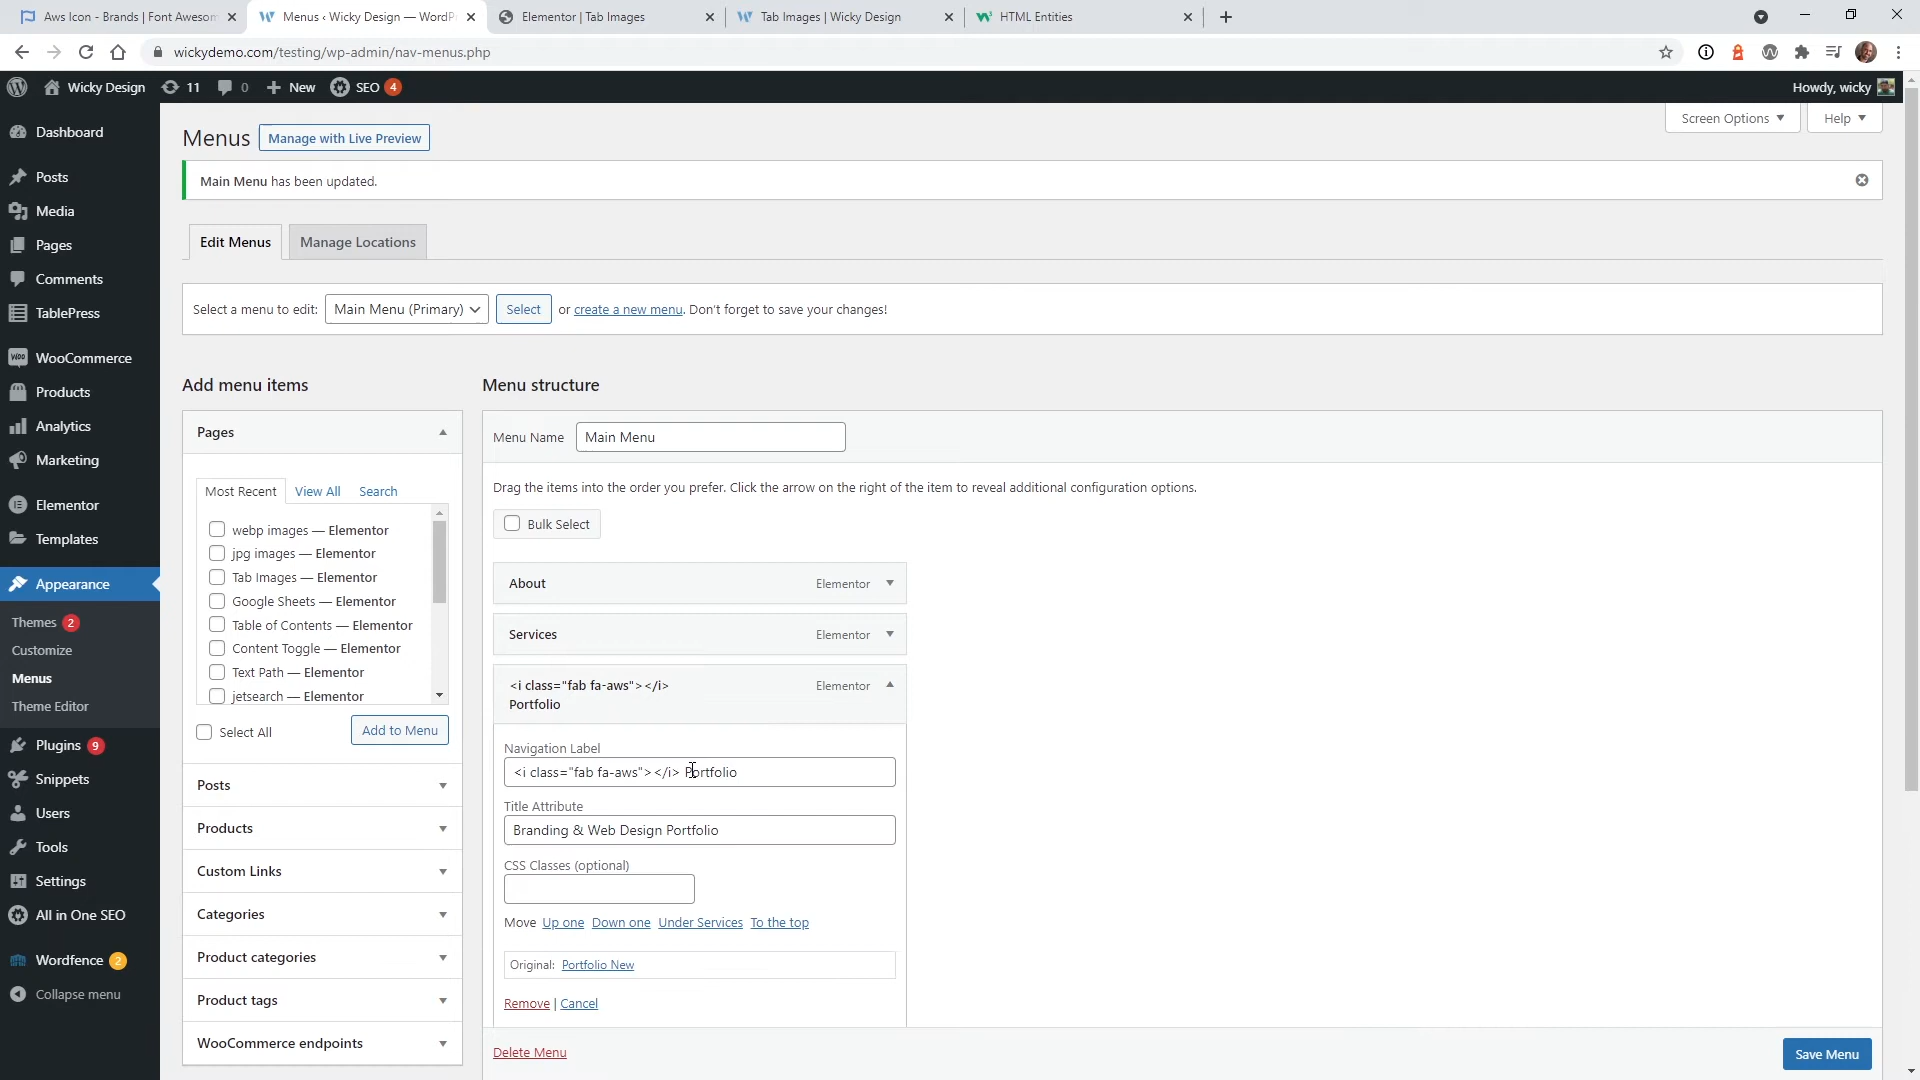 Aws Icon - Brands | Font Awesom
Menus ‹ Wicky Design — WordPr
Elementor | Tab Images
Tab Images | Wicky Design
HTML Entities
wickydemo.com/testing/wp-admin/nav-menus.php
Wicky Design
11
0
New
SEO 4
Howdy, wicky
Dashboard
Posts
Media
Pages
Comments
TablePress
WooCommerce
Products
Analytics
Marketing
Elementor
Templates
Appearance
Themes 2
Customize
Menus
Theme Editor
Plugins 9
Snippets
Users
Tools
Settings
All in One SEO
Wordfence 2
Collapse menu
Menus
Manage with Live Preview
Screen Options
Help
Main Menu has been updated.
Edit Menus
Manage Locations
Select a menu to edit:
Main Menu (Primary)
Select
or create a new menu. Don't forget to save your changes!
Add menu items
Pages
Most Recent
View All
Search
webp images — Elementor
jpg images — Elementor
Tab Images — Elementor
Google Sheets — Elementor
Table of Contents — Elementor
Content Toggle — Elementor
Text Path — Elementor
jetsearch — Elementor
Select All
Add to Menu
Posts
Products
Custom Links
Categories
Product categories
Product tags
WooCommerce endpoints
Menu structure
Menu Name
Main Menu
Drag the items into the order you prefer. Click the arrow on the right of the item to reveal additional configuration options.
Bulk Select
About
Elementor
Services
Elementor
<i class="fab fa-aws"></i>
Portfolio
Elementor
Navigation Label
<i class="fab fa-aws"></i> Portfolio
Title Attribute
Branding & Web Design Portfolio
CSS Classes (optional)
Move Up one Down one Under Services To the top
Original: Portfolio New
Remove | Cancel
Delete Menu
Save Menu